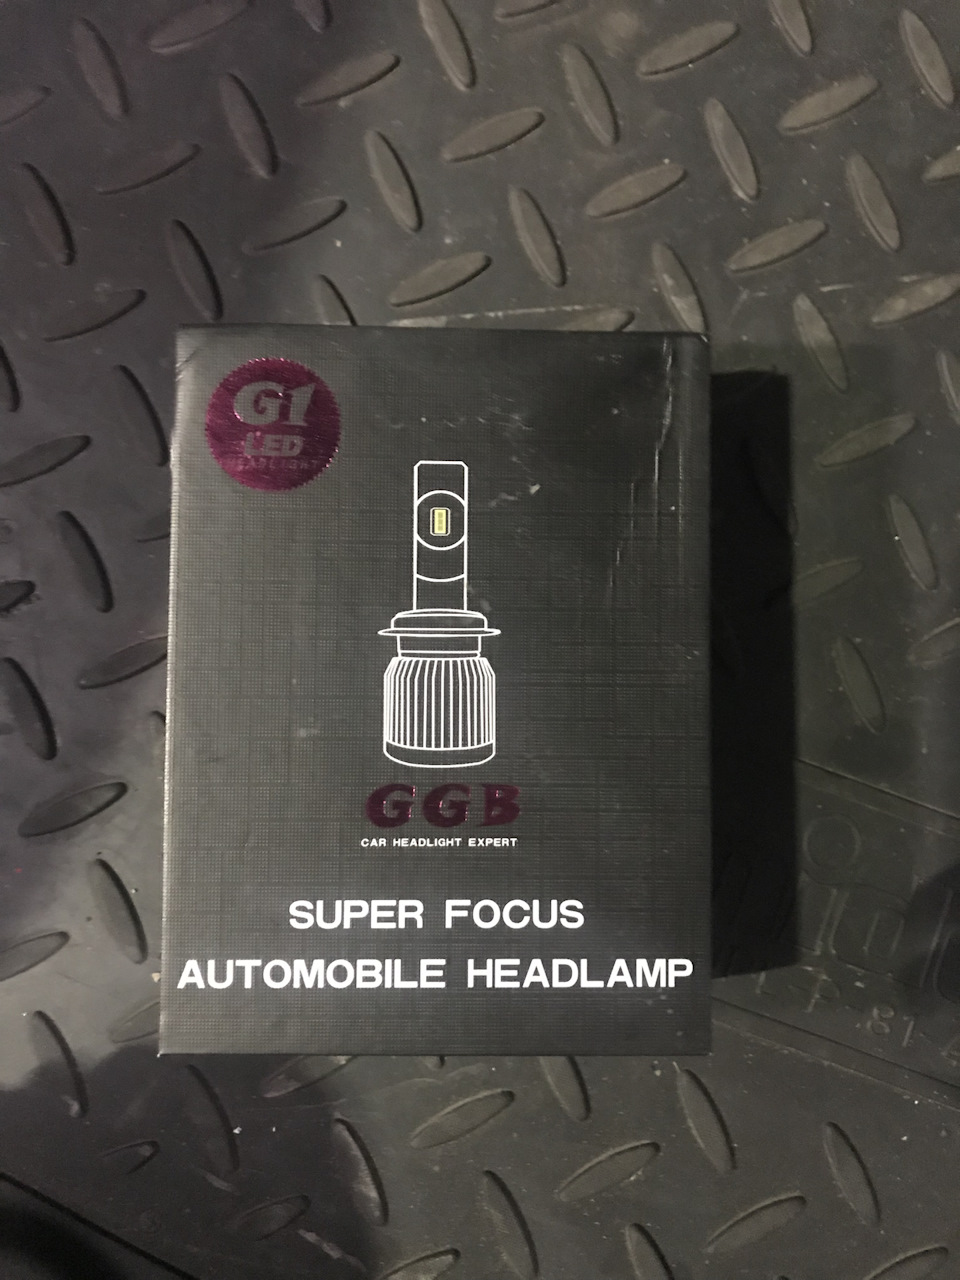 G1
LED
GGB
CAR HEADLIGHT EXPERT
SUPER FOCUS
AUTOMOBILE HEADLAMP